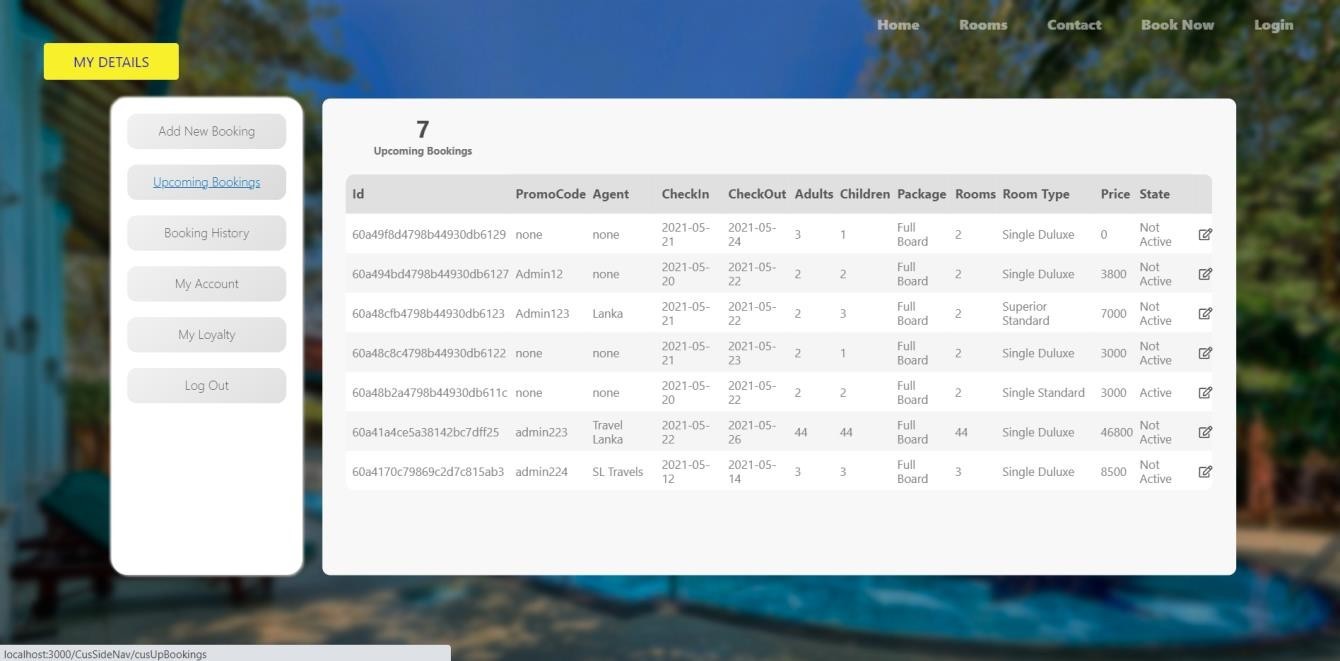 Home Rooms Contact Book Now Login
MY DETAILS
Add New Booking
Upcoming Bookings
Booking History
My Account
My Loyalty
Log Out
7
Upcoming Bookings
Id PromoCode Agent CheckIn CheckOut Adults Children Package Rooms Room Type Price State
60a49f8d4798b44930db6129 none none 2021-05-21 2021-05-24 3 1 Full Board 2 Single Duluxe 0 Not Active
60a494bd4798b44930db6127 Admin12 none 2021-05-20 2021-05-22 2 2 Full Board 2 Single Duluxe 3800 Not Active
60a48cfb4798b44930db6123 Admin123 Lanka 2021-05-21 2021-05-22 2 3 Full Board 2 Superior Standard 7000 Not Active
60a48c8c4798b44930db6122 none none 2021-05-21 2021-05-23 2 1 Full Board 2 Single Duluxe 3000 Not Active
60a48b2a4798b44930db611c none none 2021-05-20 2021-05-22 2 2 Full Board 2 Single Standard 3000 Active
60a41a4ce5a38142bc7dff25 admin223 Travel Lanka 2021-05-22 2021-05-26 44 44 Full Board 44 Single Duluxe 46800 Not Active
60a4170c79869c2d7c815ab3 admin224 SL Travels 2021-05-12 2021-05-14 3 3 Full Board 3 Single Duluxe 8500 Not Active
localhost:3000/CusSideNav/cusUpBookings